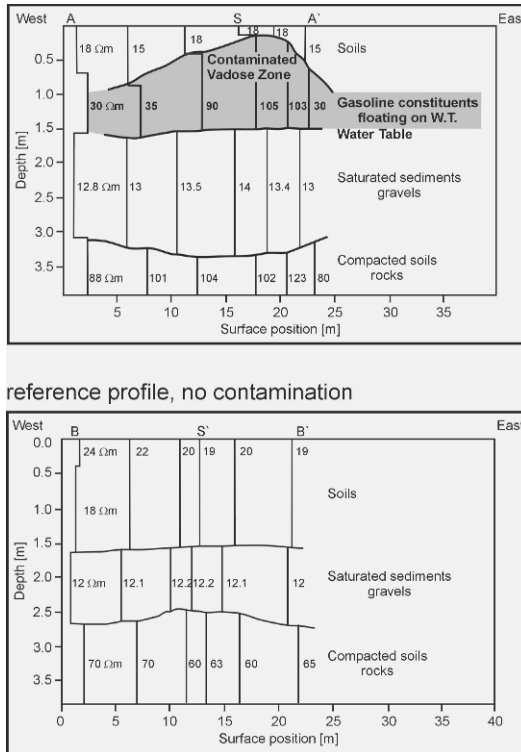 West A S A` Eas
18 Ωm 15 18 18 18 15 Soils
0.5
Contaminated
Vadose Zone
1.0
30 Ωm 35 90 105 103 30 Gasoline constituents
floating on W.T.
1.5
Water Table
2.0
12.8 Ωm 13 13.5 14 13.4 13 Saturated sediments
gravels
2.5
3.0
Compacted soils
rocks
3.5
88 Ωm 101 104 102 123 80
Depth [m]
5 10 15 20 25 30 35
Surface position [m]
reference profile, no contamination
West B S` B` Eas
0.0
24 Ωm 22 20 19 20 19
0.5
Soils
1.0
18 Ωm
1.5
2.0
12 Ωm 12.1 12.2 12.2 12.1 12 Saturated sediments
gravels
2.5
3.0
70 Ωm 70 60 63 60 65 Compacted soils
rocks
3.5
Depth [m]
0 5 10 15 20 25 30 35 40
Surface position [m]